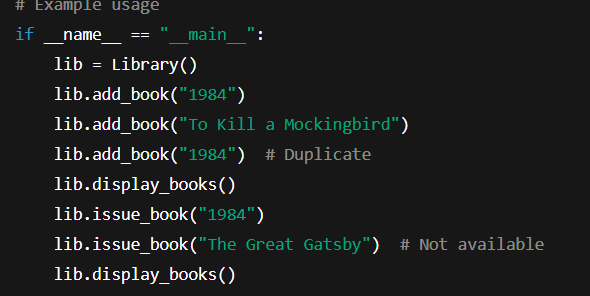 # Example usage
if __name__ == "__main__":
    lib = Library()
    lib.add_book("1984")
    lib.add_book("To Kill a Mockingbird")
    lib.add_book("1984")  # Duplicate
    lib.display_books()
    lib.issue_book("1984")
    lib.issue_book("The Great Gatsby")  # Not available
    lib.display_books()